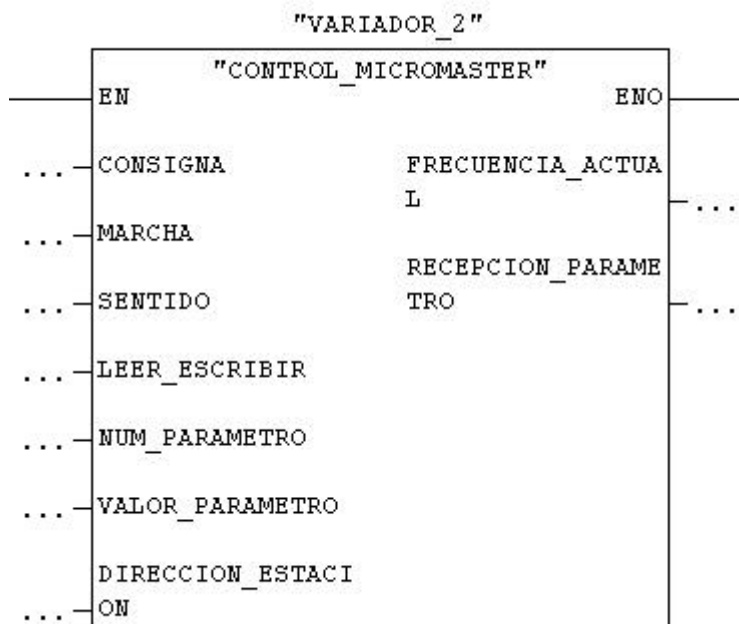 "VARIADOR_2"
"CONTROL_MICROMASTER"
EN ENO
... CONSIGNA FRECUENCIA_ACTUA
L ...
... MARCHA
RECEPCION_PARAME
... SENTIDO TRO ...
... LEER_ESCRIBIR
... NUM_PARAMETRO
... VALOR_PARAMETRO
DIRECCION_ESTACI
... ON